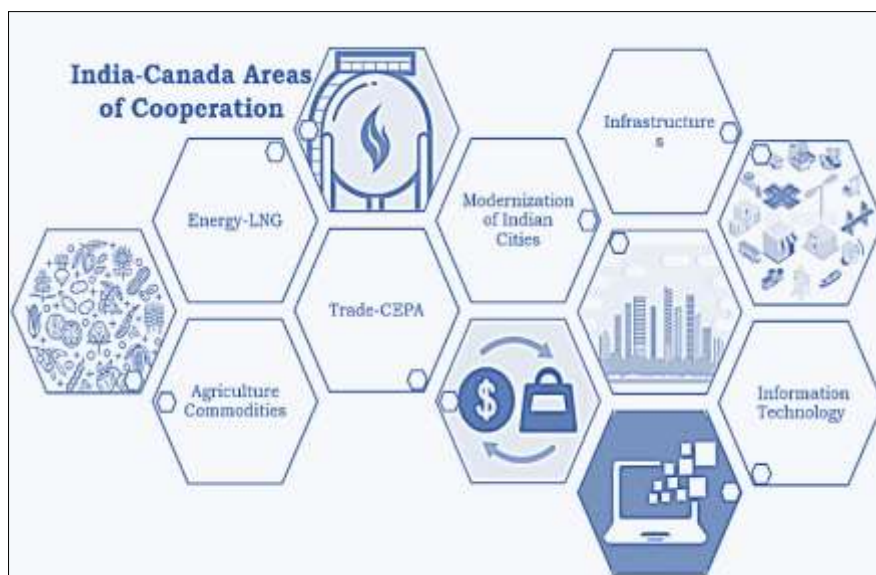 India-Canada Areas
of Cooperation
Infrastructure
s
Energy-LNG
Modernization
of Indian
Cities
Trade-CEPA
Agriculture
Commodities
$
Information
Technology